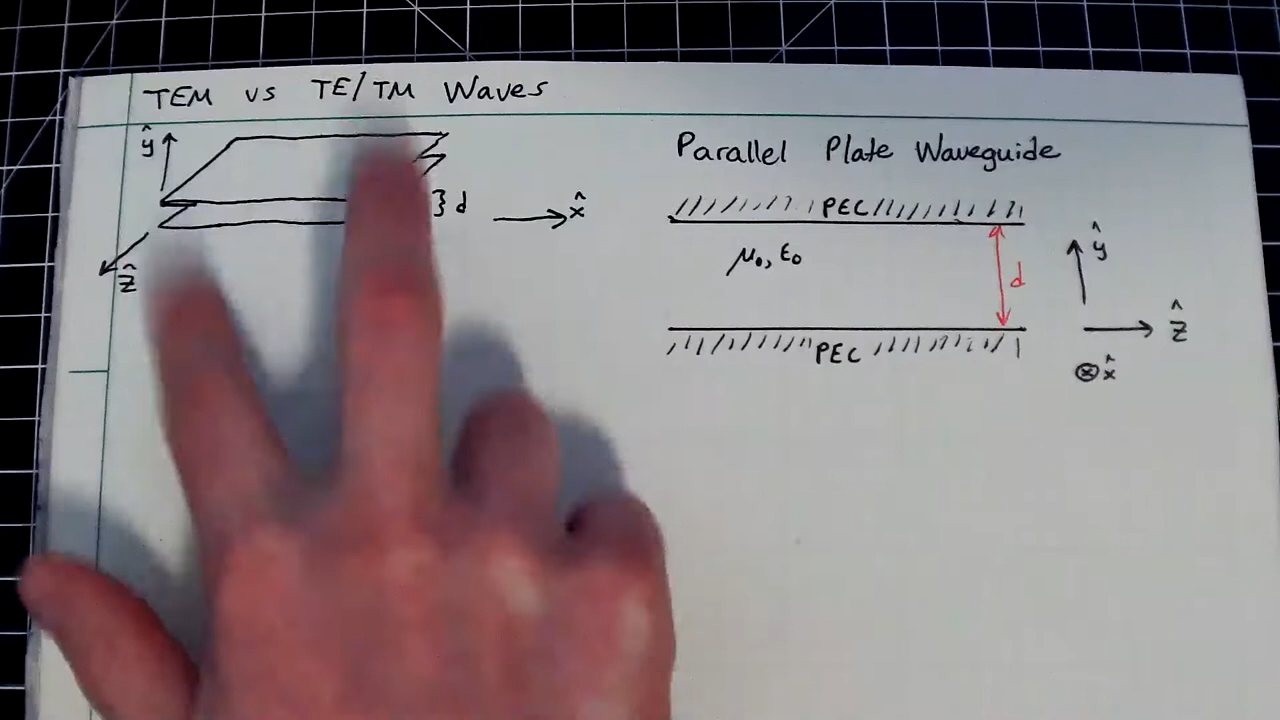 TEM vs TE/TM Waves
ŷ
} d
x̂
ẑ
Parallel Plate Waveguide
PEC
μ₀, ε₀
d
PEC
ŷ
ẑ
⊗ x̂